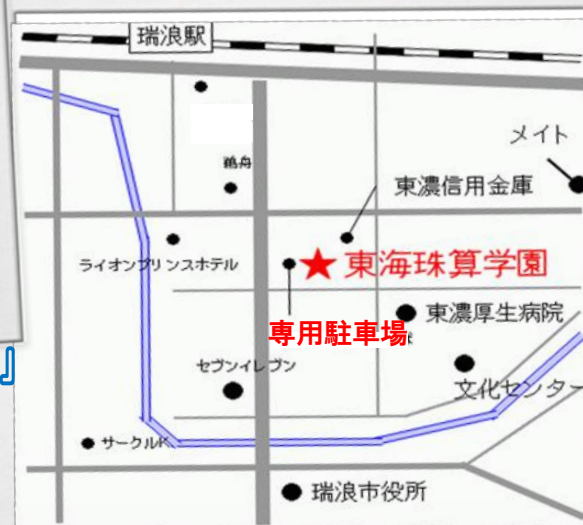 瑞浪駅
メイト
鶴舟
東濃信用金庫
ライオンプリンスホテル
★東海珠算学園
専用駐車場
東濃厚生病院
セブンイレブン
文化センター
』
サークルK
瑞浪市役所